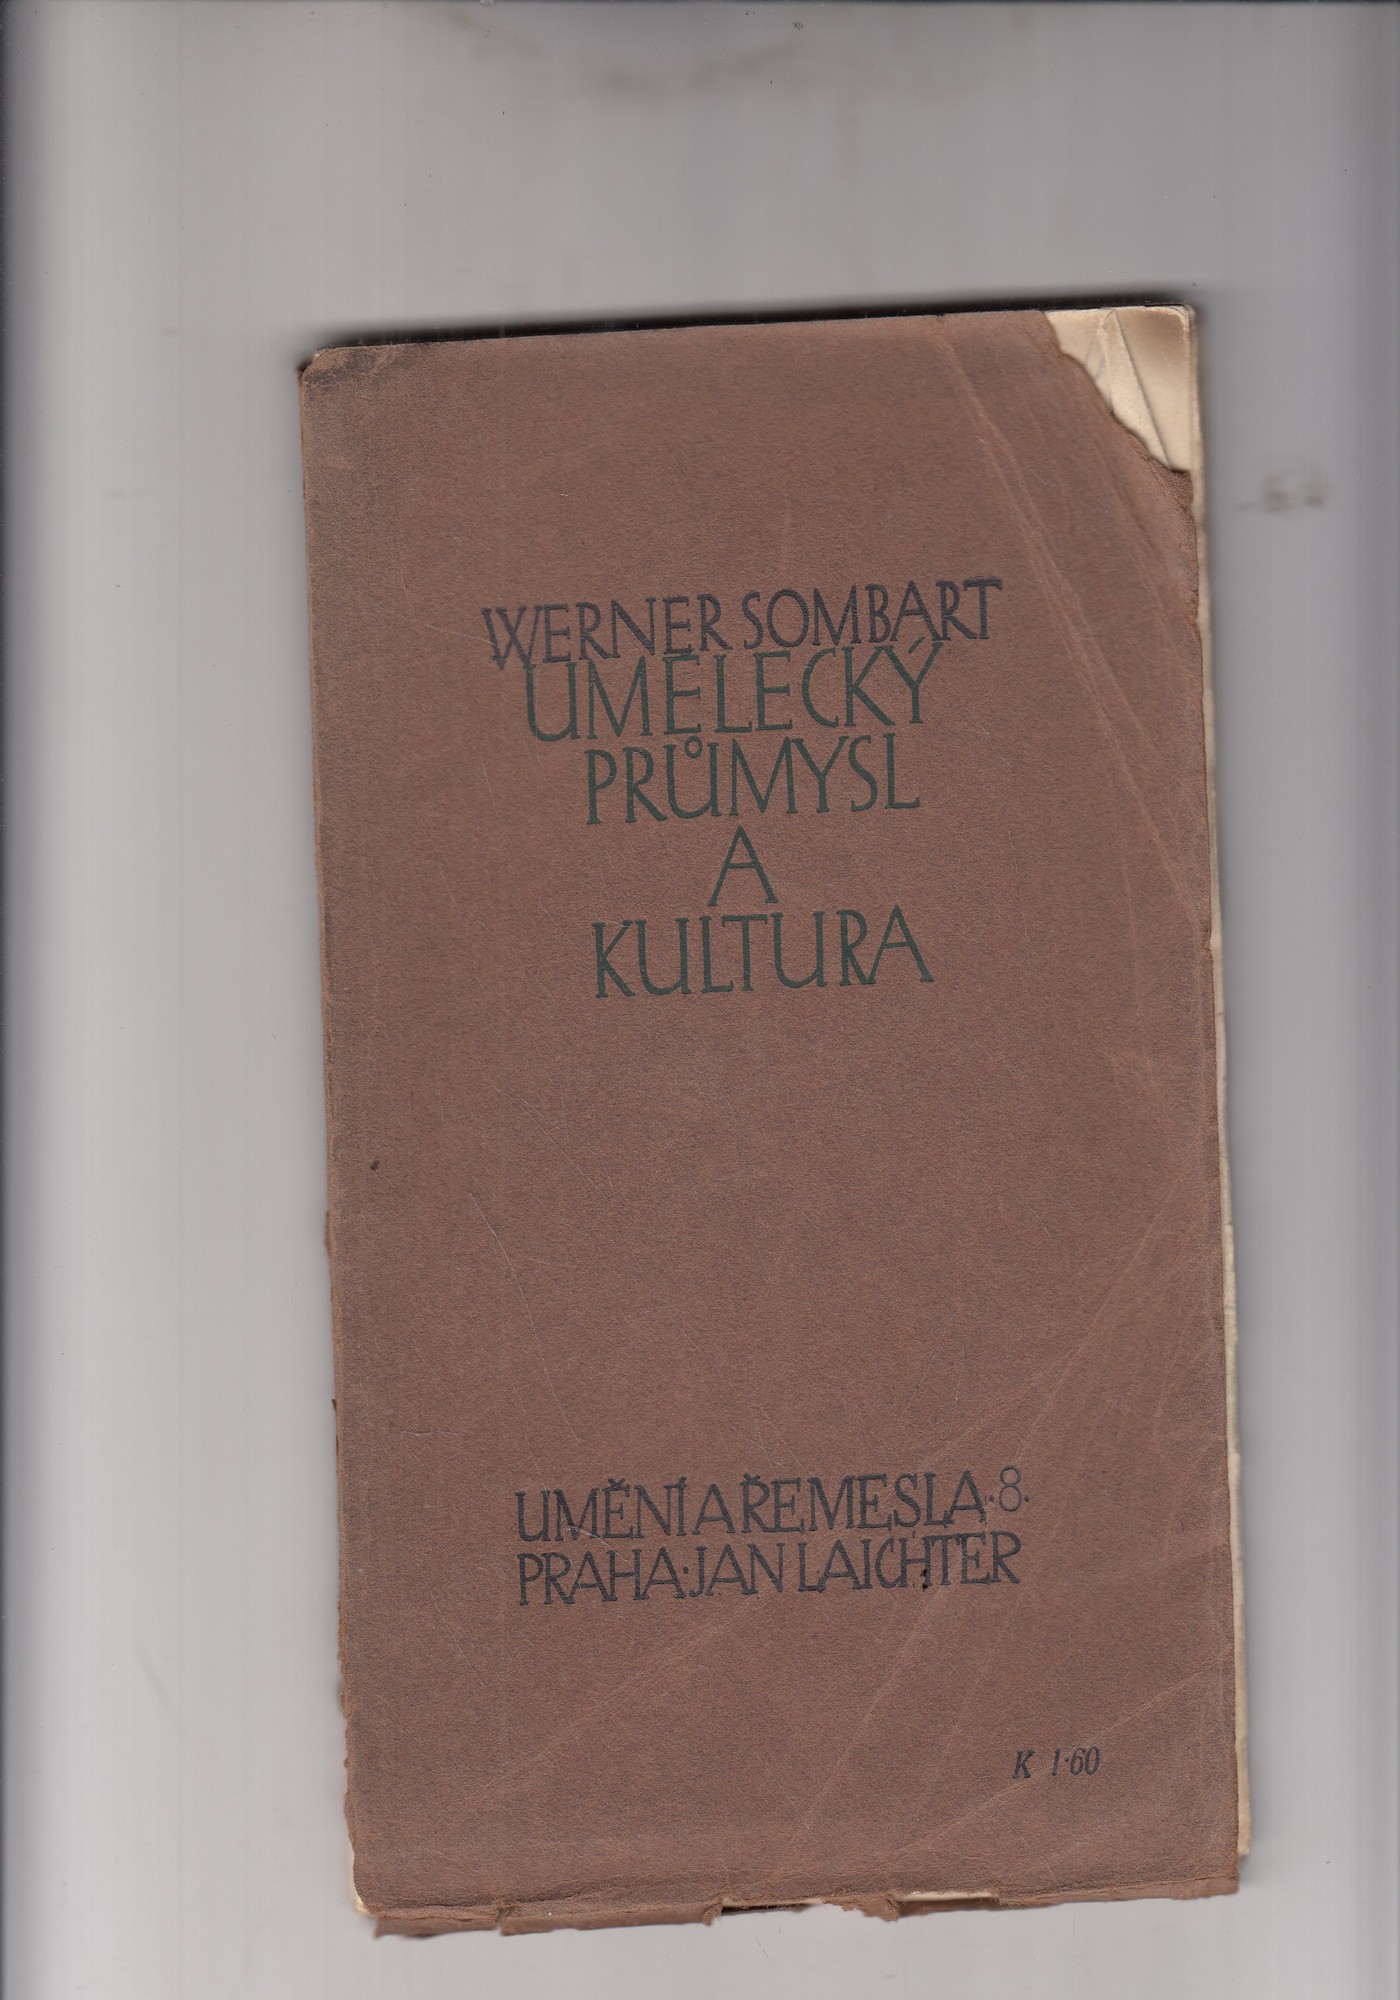 WERNER SOMBART
UMĚLECKÝ
PRŮMYSL
A
KULTURA
UMĚNÍ A ŘEMESLA · 8 ·
PRAHA · JAN LAICHTER
K 1·60